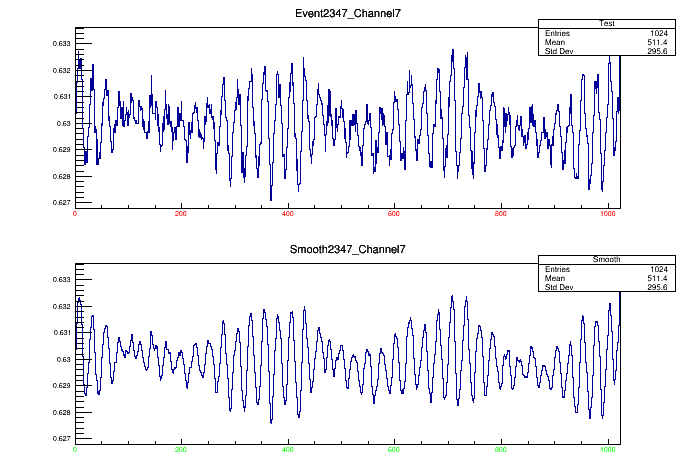 Event2347_Channel7
Test
Entries 1024
Mean 511.4
Std Dev 295.6
0.633
0.632
0.631
0.63
0.629
0.628
0.627
0 200 400 600 800 1000
Smooth2347_Channel7
Smooth
Entries 1024
Mean 511.4
Std Dev 295.6
0.633
0.632
0.631
0.63
0.629
0.628
0.627
0 200 400 600 800 1000